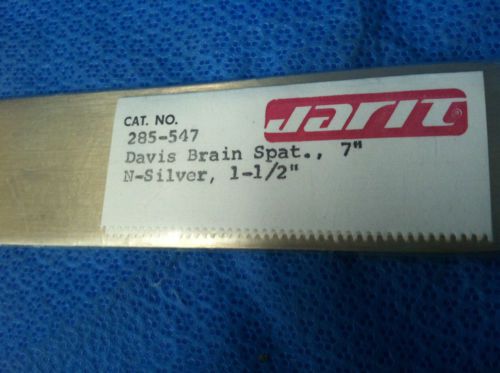 JARIT®
CAT. NO.
285-547
Davis Brain Spat., 7"
N-Silver, 1-1/2"